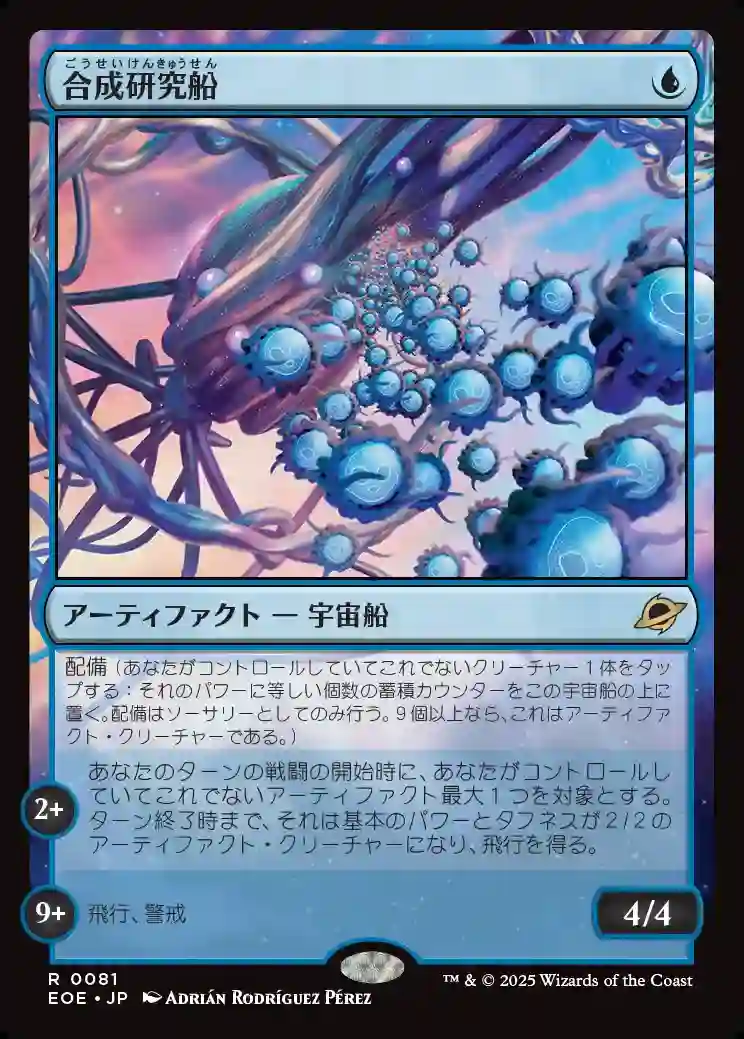 ごうせいけんきゅうせん
合成研究船
アーティファクト — 宇宙船
配備（あなたがコントロールしていてこれでないクリーチャー１体をタッ
プする：それのパワーに等しい個数の蓄積カウンターをこの宇宙船の上に
置く。配備はソーサリーとしてのみ行う。９個以上なら、これはアーティファ
クト・クリーチャーである。）
2+
あなたのターンの戦闘の開始時に、あなたがコントロールし
ていてこれでないアーティファクト最大１つを対象とする。
ターン終了時まで、それは基本のパワーとタフネスが２/２の
アーティファクト・クリーチャーになり、飛行を得る。
9+
飛行、警戒
4/4
R 0081
EOE • JP ADRIÁN RODRÍGUEZ PÉREZ
™ & © 2025 Wizards of the Coast